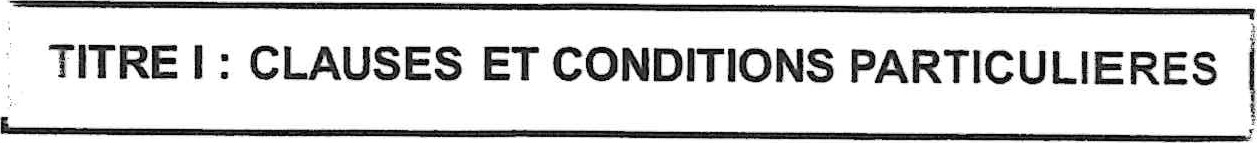 TITRE I : CLAUSES ET CONDITIONS PARTICULIERES